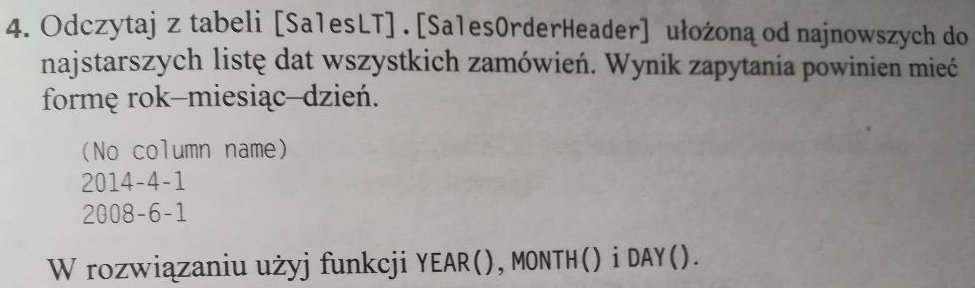 4. Odczytaj z tabeli [SalesLT].[SalesOrderHeader] ułożoną od najnowszych do
najstarszych listę dat wszystkich zamówień. Wynik zapytania powinien mieć
formę rok–miesiąc–dzień.
(No column name)
2014-4-1
2008-6-1
W rozwiązaniu użyj funkcji YEAR(), MONTH() i DAY().